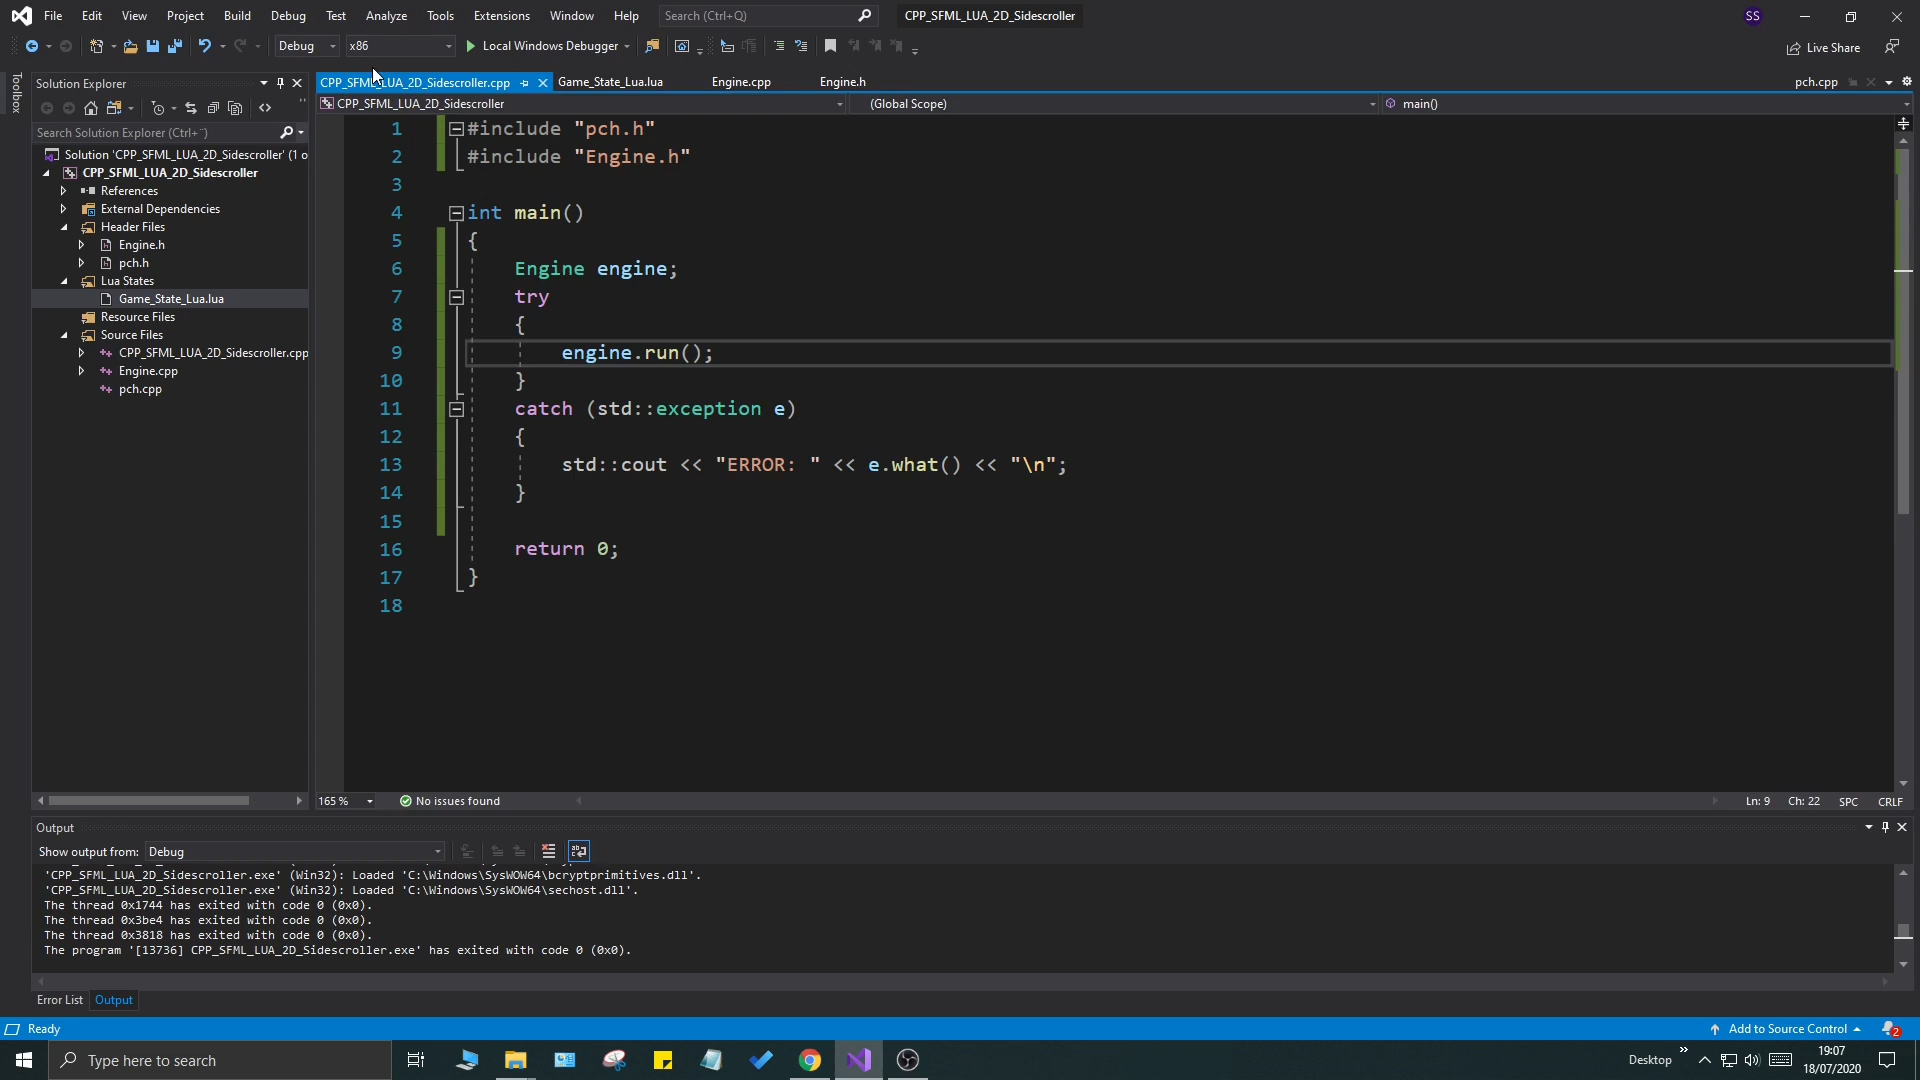 File Edit View Project Build Debug Test Analyze Tools Extensions Window Help Search (Ctrl+Q) CPP_SFML_LUA_2D_Sidescroller SS
Debug x86 Local Windows Debugger Live Share
Toolbox
Solution Explorer
Search Solution Explorer (Ctrl+¨)
Solution 'CPP_SFML_LUA_2D_Sidescroller' (1 o
CPP_SFML_LUA_2D_Sidescroller
References
External Dependencies
Header Files
Engine.h
pch.h
Lua States
Game_State_Lua.lua
Resource Files
Source Files
CPP_SFML_LUA_2D_Sidescroller.cpp
Engine.cpp
pch.cpp
CPP_SFML_LUA_2D_Sidescroller.cpp Game_State_Lua.lua Engine.cpp Engine.h pch.cpp
CPP_SFML_LUA_2D_Sidescroller (Global Scope) main()
1 #include "pch.h"
2 #include "Engine.h"
3
4 int main()
5 {
6 Engine engine;
7 try
8 {
9 engine.run();
10 }
11 catch (std::exception e)
12 {
13 std::cout << "ERROR: " << e.what() << "\n";
14 }
15
16 return 0;
17 }
18
165 % No issues found Ln: 9 Ch: 22 SPC CRLF
Output
Show output from: Debug
'CPP_SFML_LUA_2D_Sidescroller.exe' (Win32): Loaded 'C:\Windows\SysWOW64\bcryptprimitives.dll'.
'CPP_SFML_LUA_2D_Sidescroller.exe' (Win32): Loaded 'C:\Windows\SysWOW64\sechost.dll'.
The thread 0x1744 has exited with code 0 (0x0).
The thread 0x3be4 has exited with code 0 (0x0).
The thread 0x3818 has exited with code 0 (0x0).
The program '[13736] CPP_SFML_LUA_2D_Sidescroller.exe' has exited with code 0 (0x0).
Error List Output
Ready Add to Source Control 2
Type here to search Desktop 19:07
18/07/2020